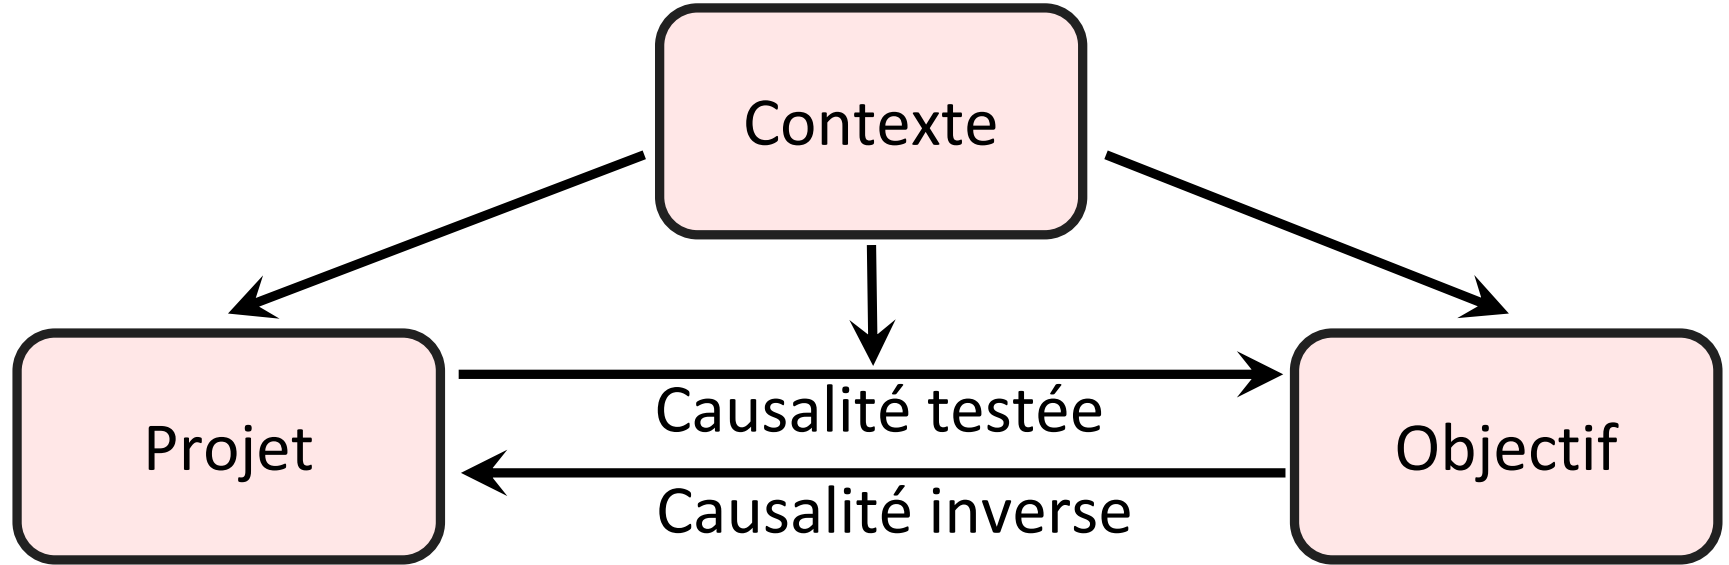 Contexte
Causalité testée
Projet
Objectif
Causalité inverse